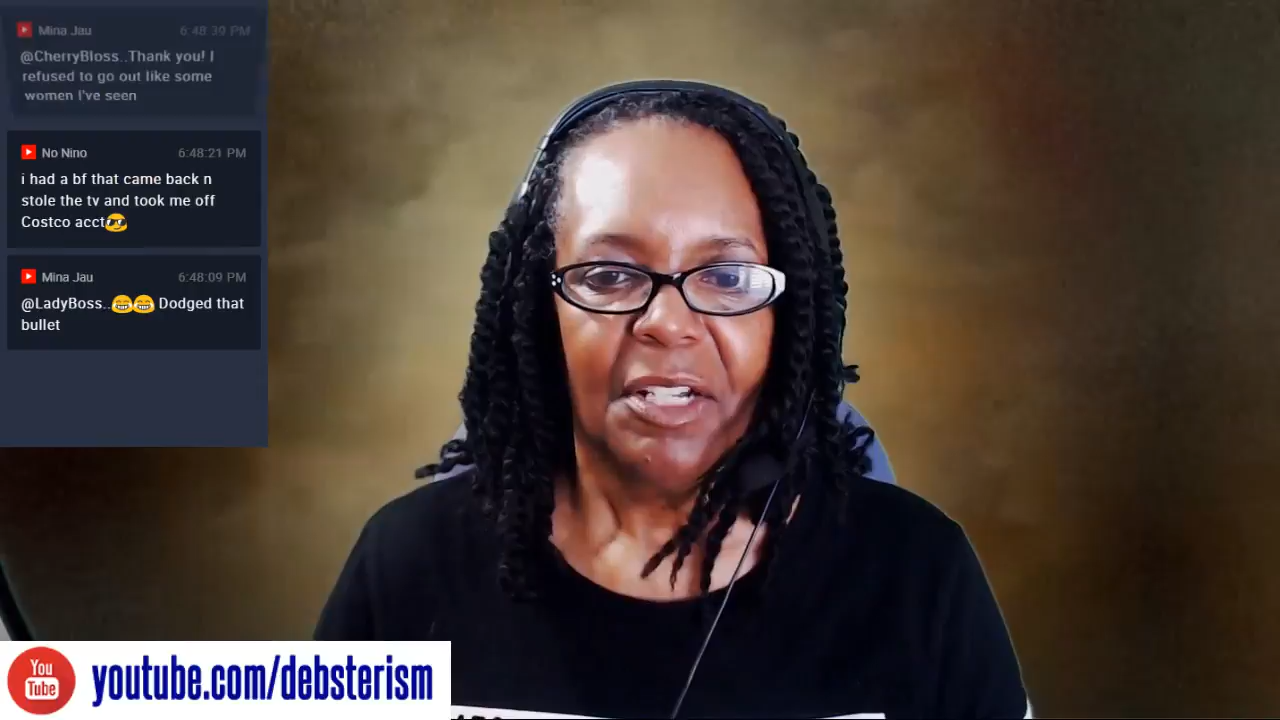 Mina Jau 6:48:39 PM
@CherryBloss..Thank you! I
refused to go out like some
women I've seen
No Nino 6:48:21 PM
i had a bf that came back n
stole the tv and took me off
Costco acct😎
Mina Jau 6:48:09 PM
@LadyBoss..😂😂 Dodged that
bullet
You
Tube
youtube.com/debsterism